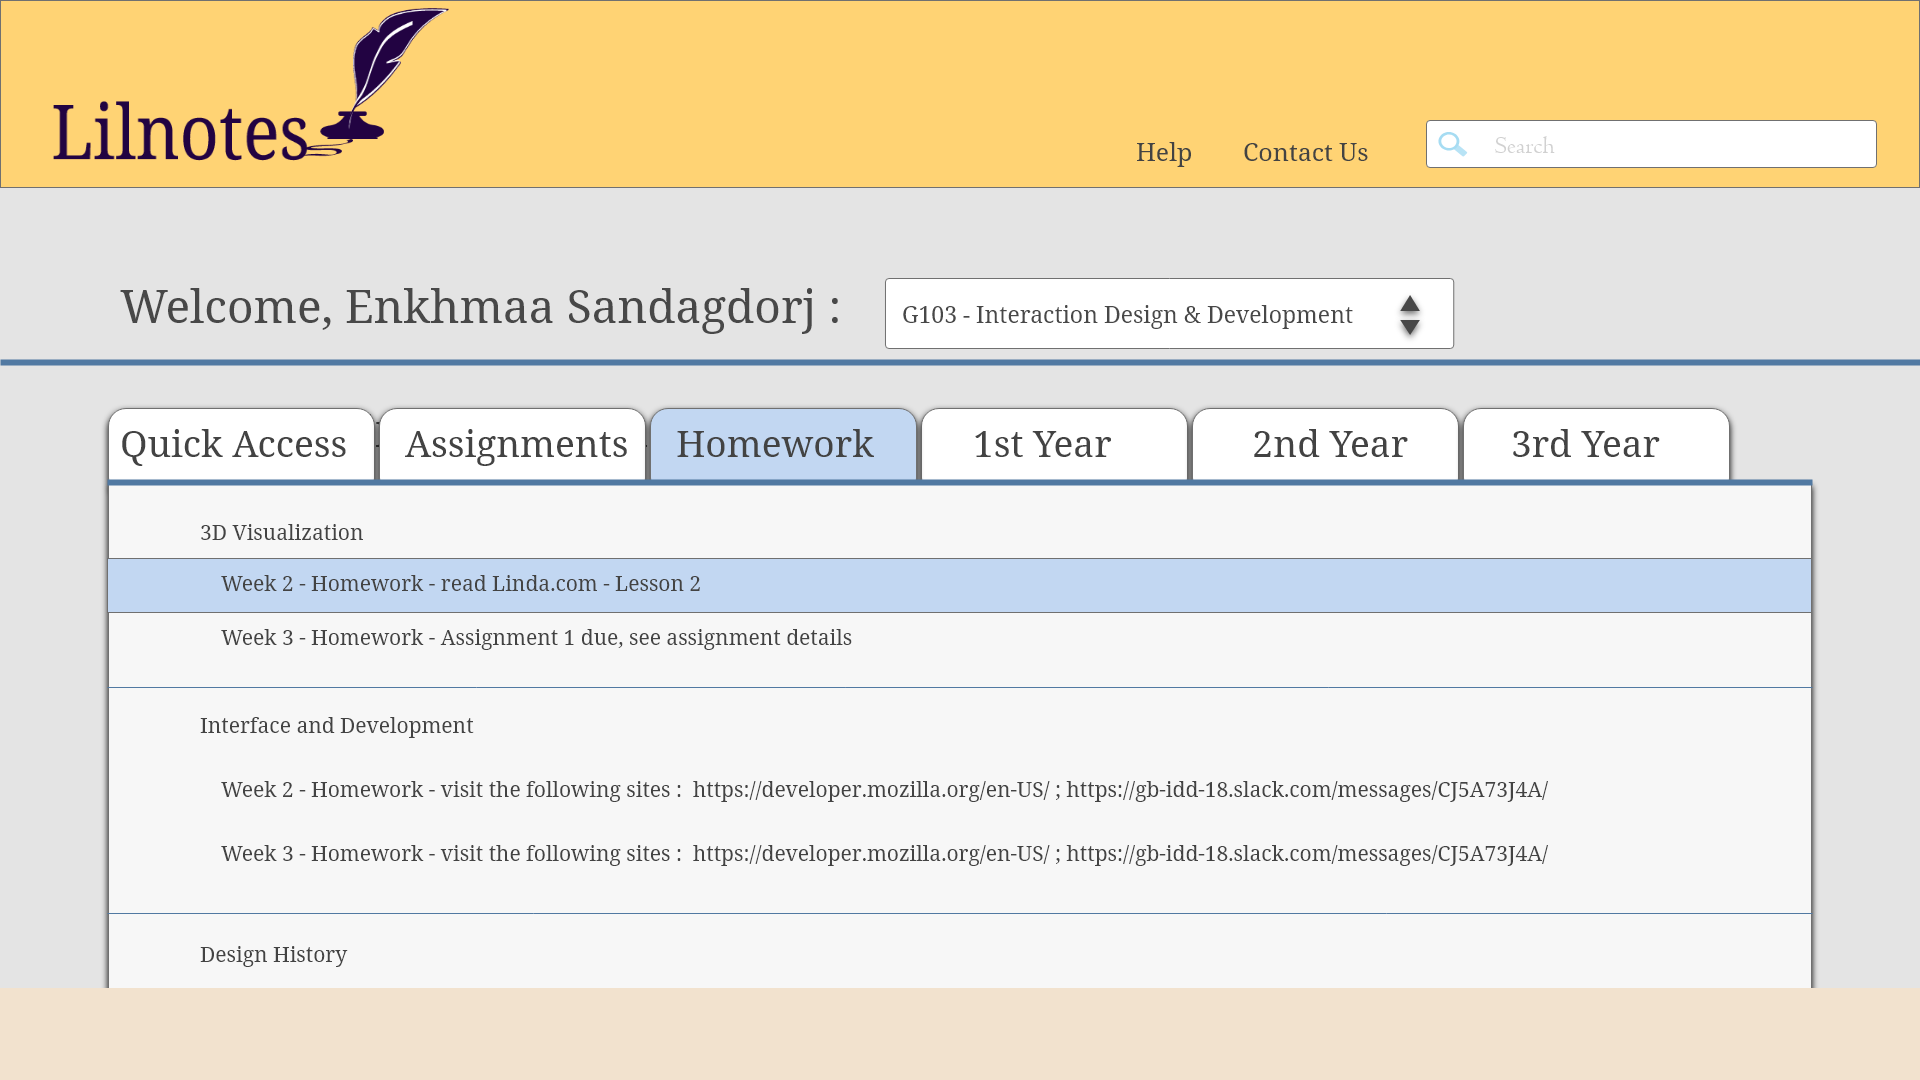 Lilnotes
Help Contact Us Search
Welcome, Enkhmaa Sandagdorj : G103 - Interaction Design & Development
Quick Access Assignments Homework 1st Year 2nd Year 3rd Year
3D Visualization
Week 2 - Homework - read Linda.com - Lesson 2
Week 3 - Homework - Assignment 1 due, see assignment details
Interface and Development
Week 2 - Homework - visit the following sites : https://developer.mozilla.org/en-US/ ; https://gb-idd-18.slack.com/messages/CJ5A73J4A/
Week 3 - Homework - visit the following sites : https://developer.mozilla.org/en-US/ ; https://gb-idd-18.slack.com/messages/CJ5A73J4A/
Design History